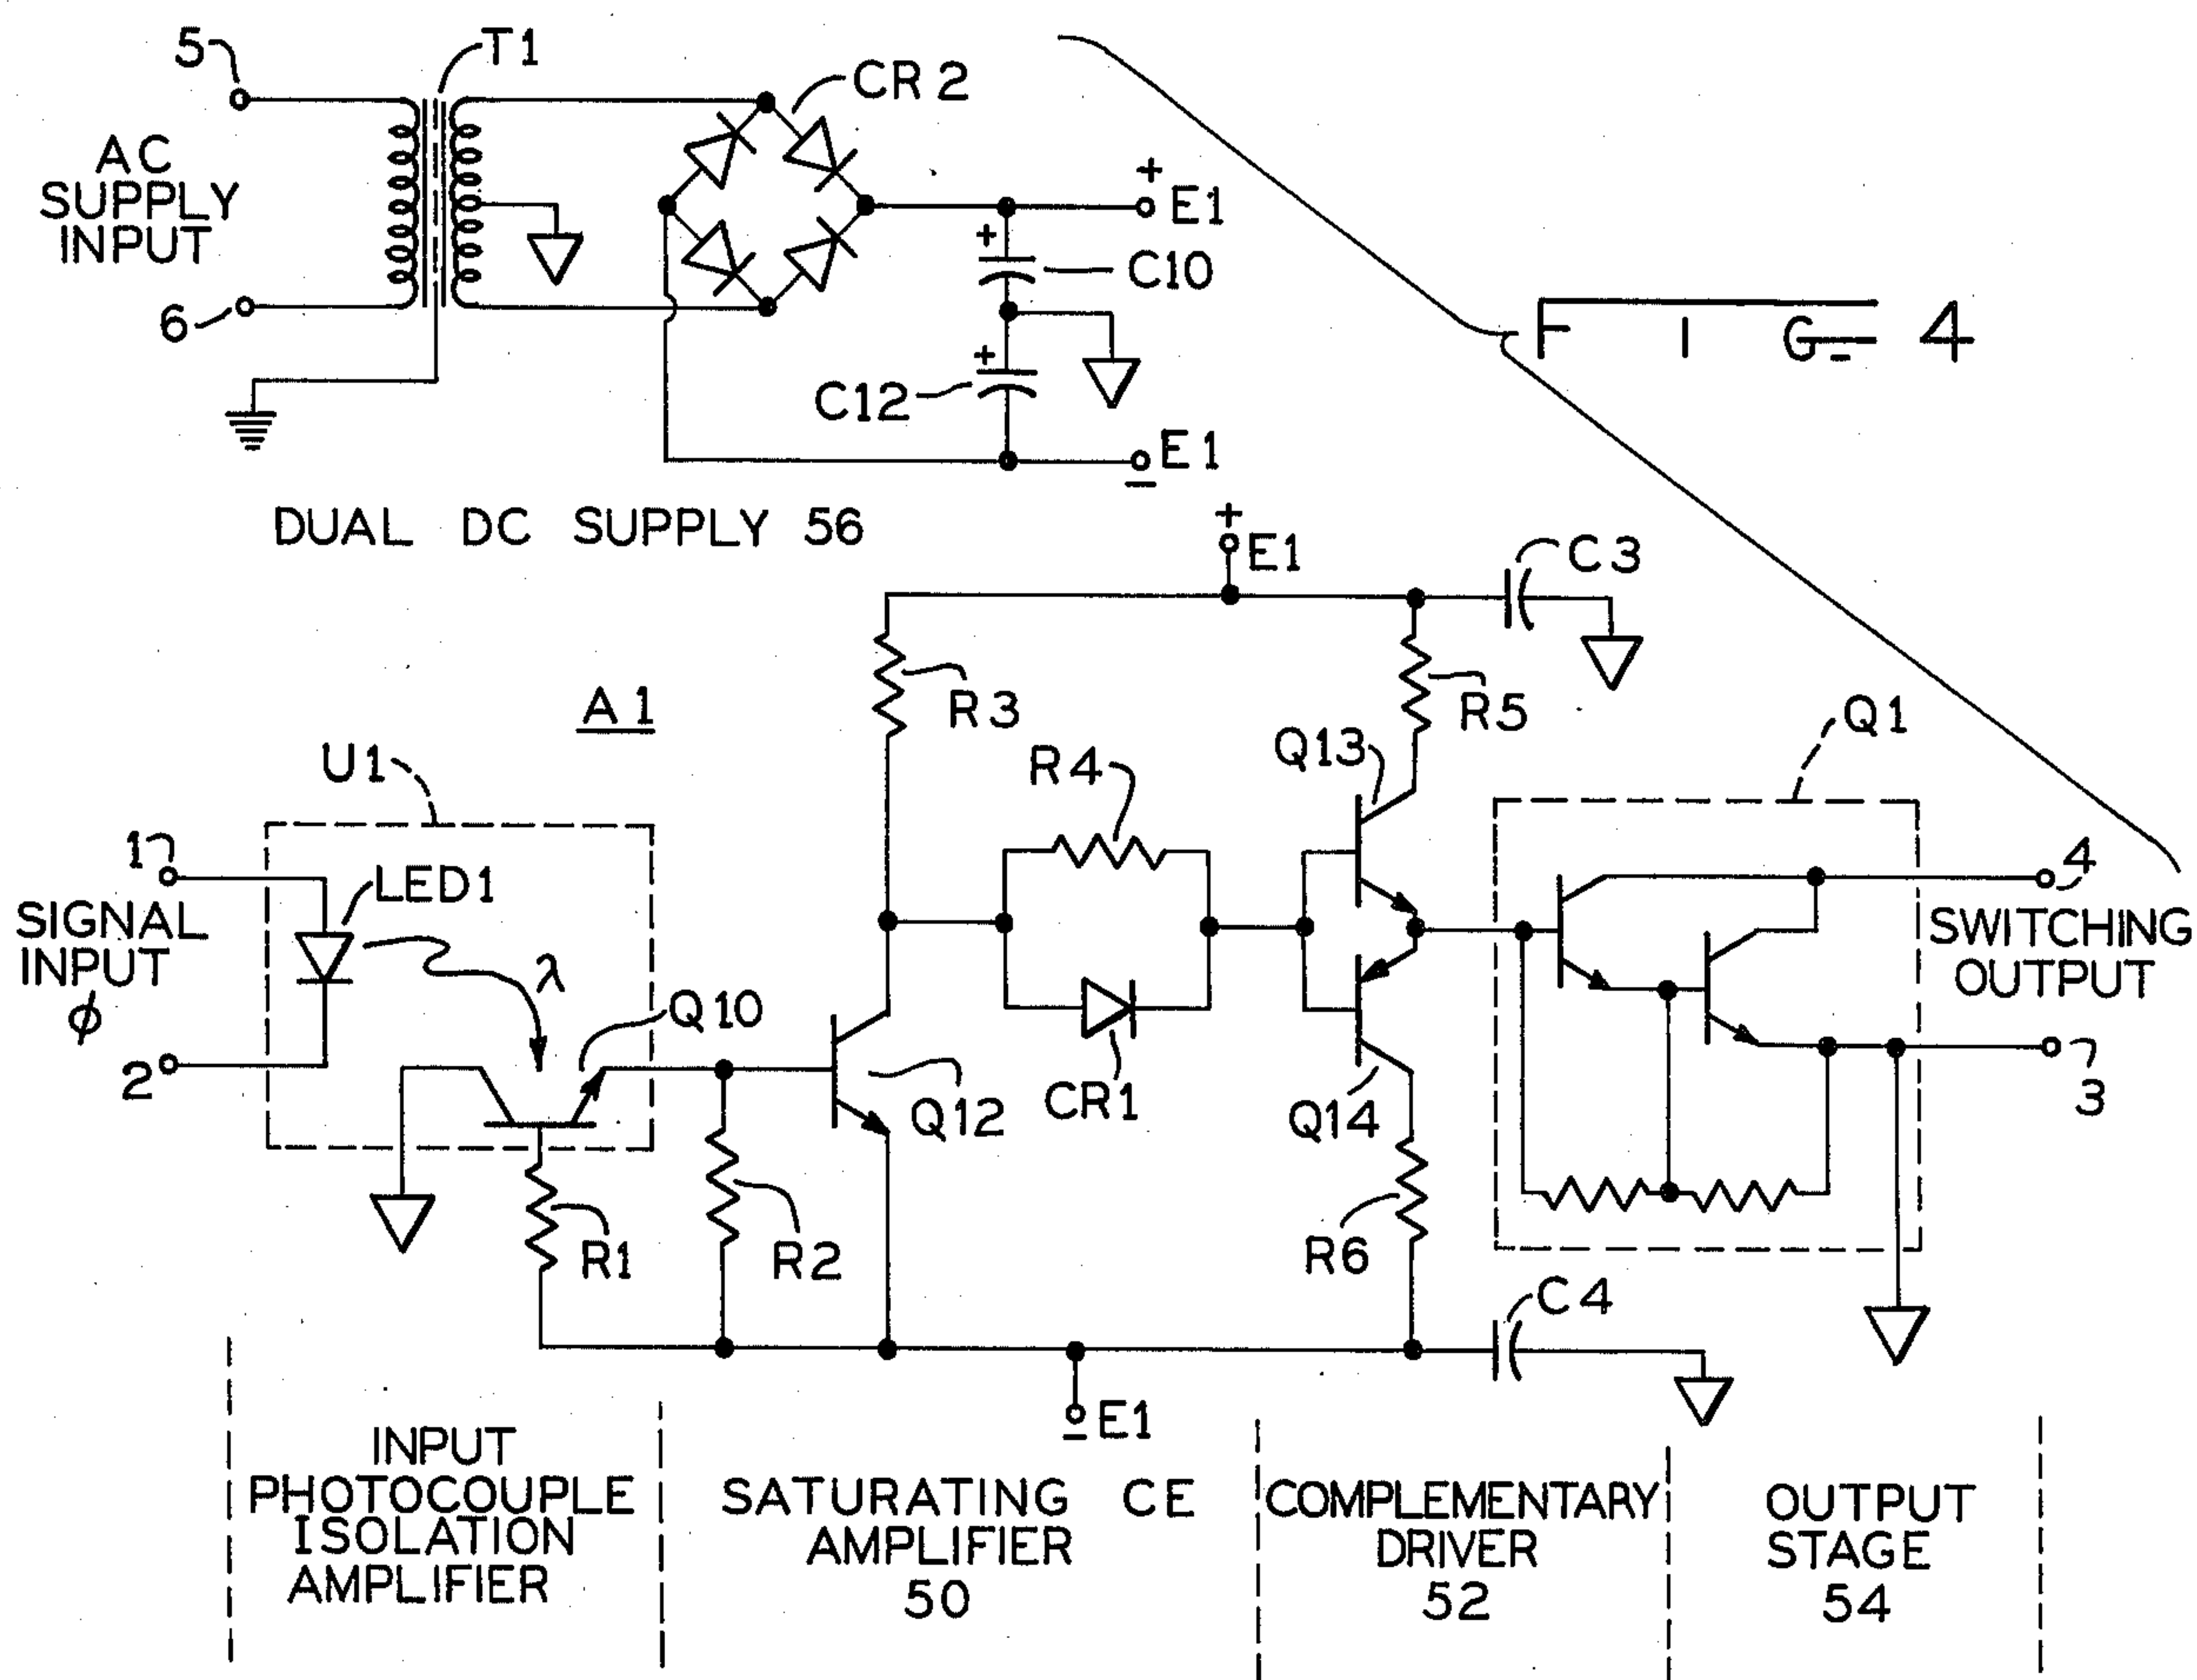 5
T1
CR 2
AC
SUPPLY
INPUT
6
+
E1
+
C10
+
C12
E1
-
FIG- 4
DUAL DC SUPPLY 56
+
E1
C3
A1
R3
R5
Q1
U1
R4
Q13
1
LED1
SIGNAL
INPUT
φ
λ
Q10
2
4
SWITCHING
OUTPUT
3
Q12
CR1
Q14
R1
R2
R6
C4
E1
-
INPUT
PHOTOCOUPLE
ISOLATION
AMPLIFIER
SATURATING CE
AMPLIFIER
50
COMPLEMENTARY
DRIVER
52
OUTPUT
STAGE
54